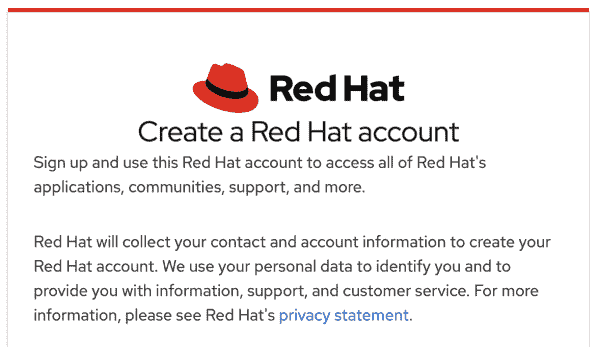 Red Hat
Create a Red Hat account
Sign up and use this Red Hat account to access all of Red Hat's
applications, communities, support, and more.
Red Hat will collect your contact and account information to create your
Red Hat account. We use your personal data to identify you and to
provide you with information, support, and customer service. For more
information, please see Red Hat's privacy statement.